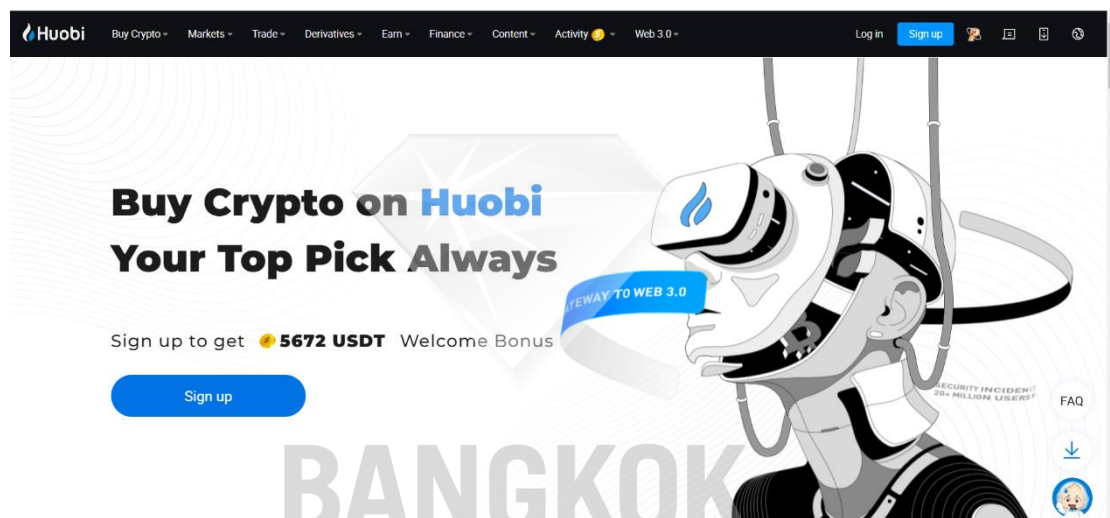 Huobi Buy Crypto Markets Trade Derivatives Earn Finance Content Activity Web 3.0 Log in Sign up
Buy Crypto on Huobi
Your Top Pick Always
GATEWAY TO WEB 3.0
Sign up to get 5672 USDT Welcome Bonus
Sign up
SECURITY INCIDENT
20+ MILLION USERS
FAQ
BANGKOK